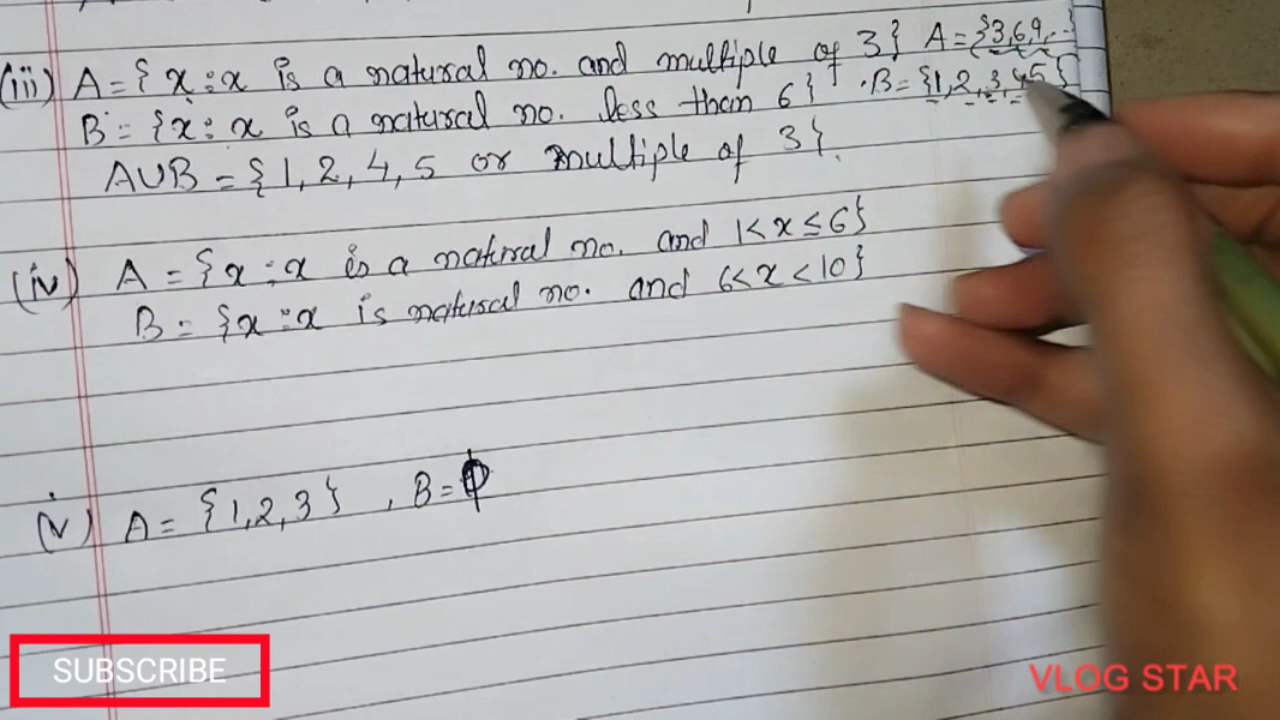 (iii) A = { x : x is a natural no. and multiple of 3} A = {3,6,9,..}
B = {x : x is a natural no. less than 6} . B = {1,2,3,4,5}
AUB = {1, 2, 4, 5 or multiple of 3}.
(iv) A = {x : x is a natural no. and 1< x ≤ 6}
B = {x : x is natural no. and 6< x < 10}
(v) A = {1,2,3} , B = ϕ
SUBSCRIBE
VLOG STAR